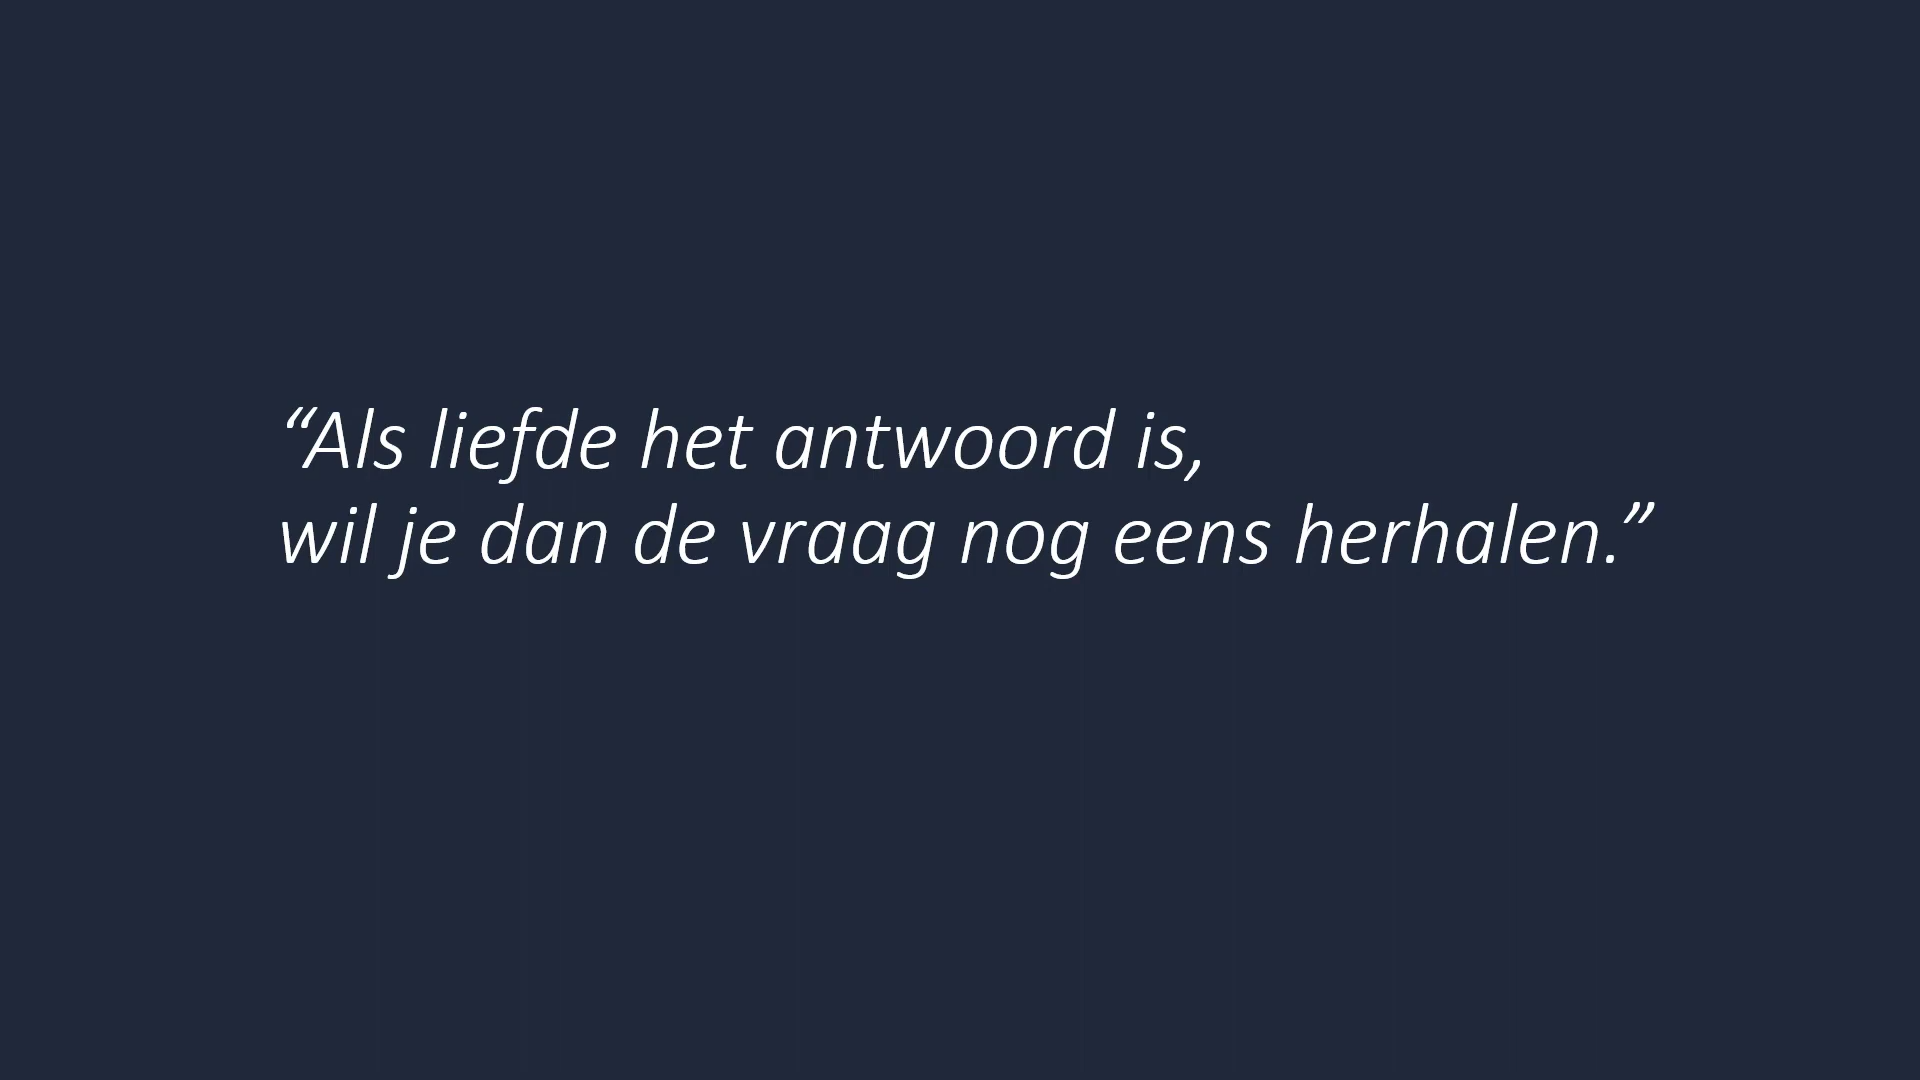 “Als liefde het antwoord is,
wil je dan de vraag nog eens herhalen.”